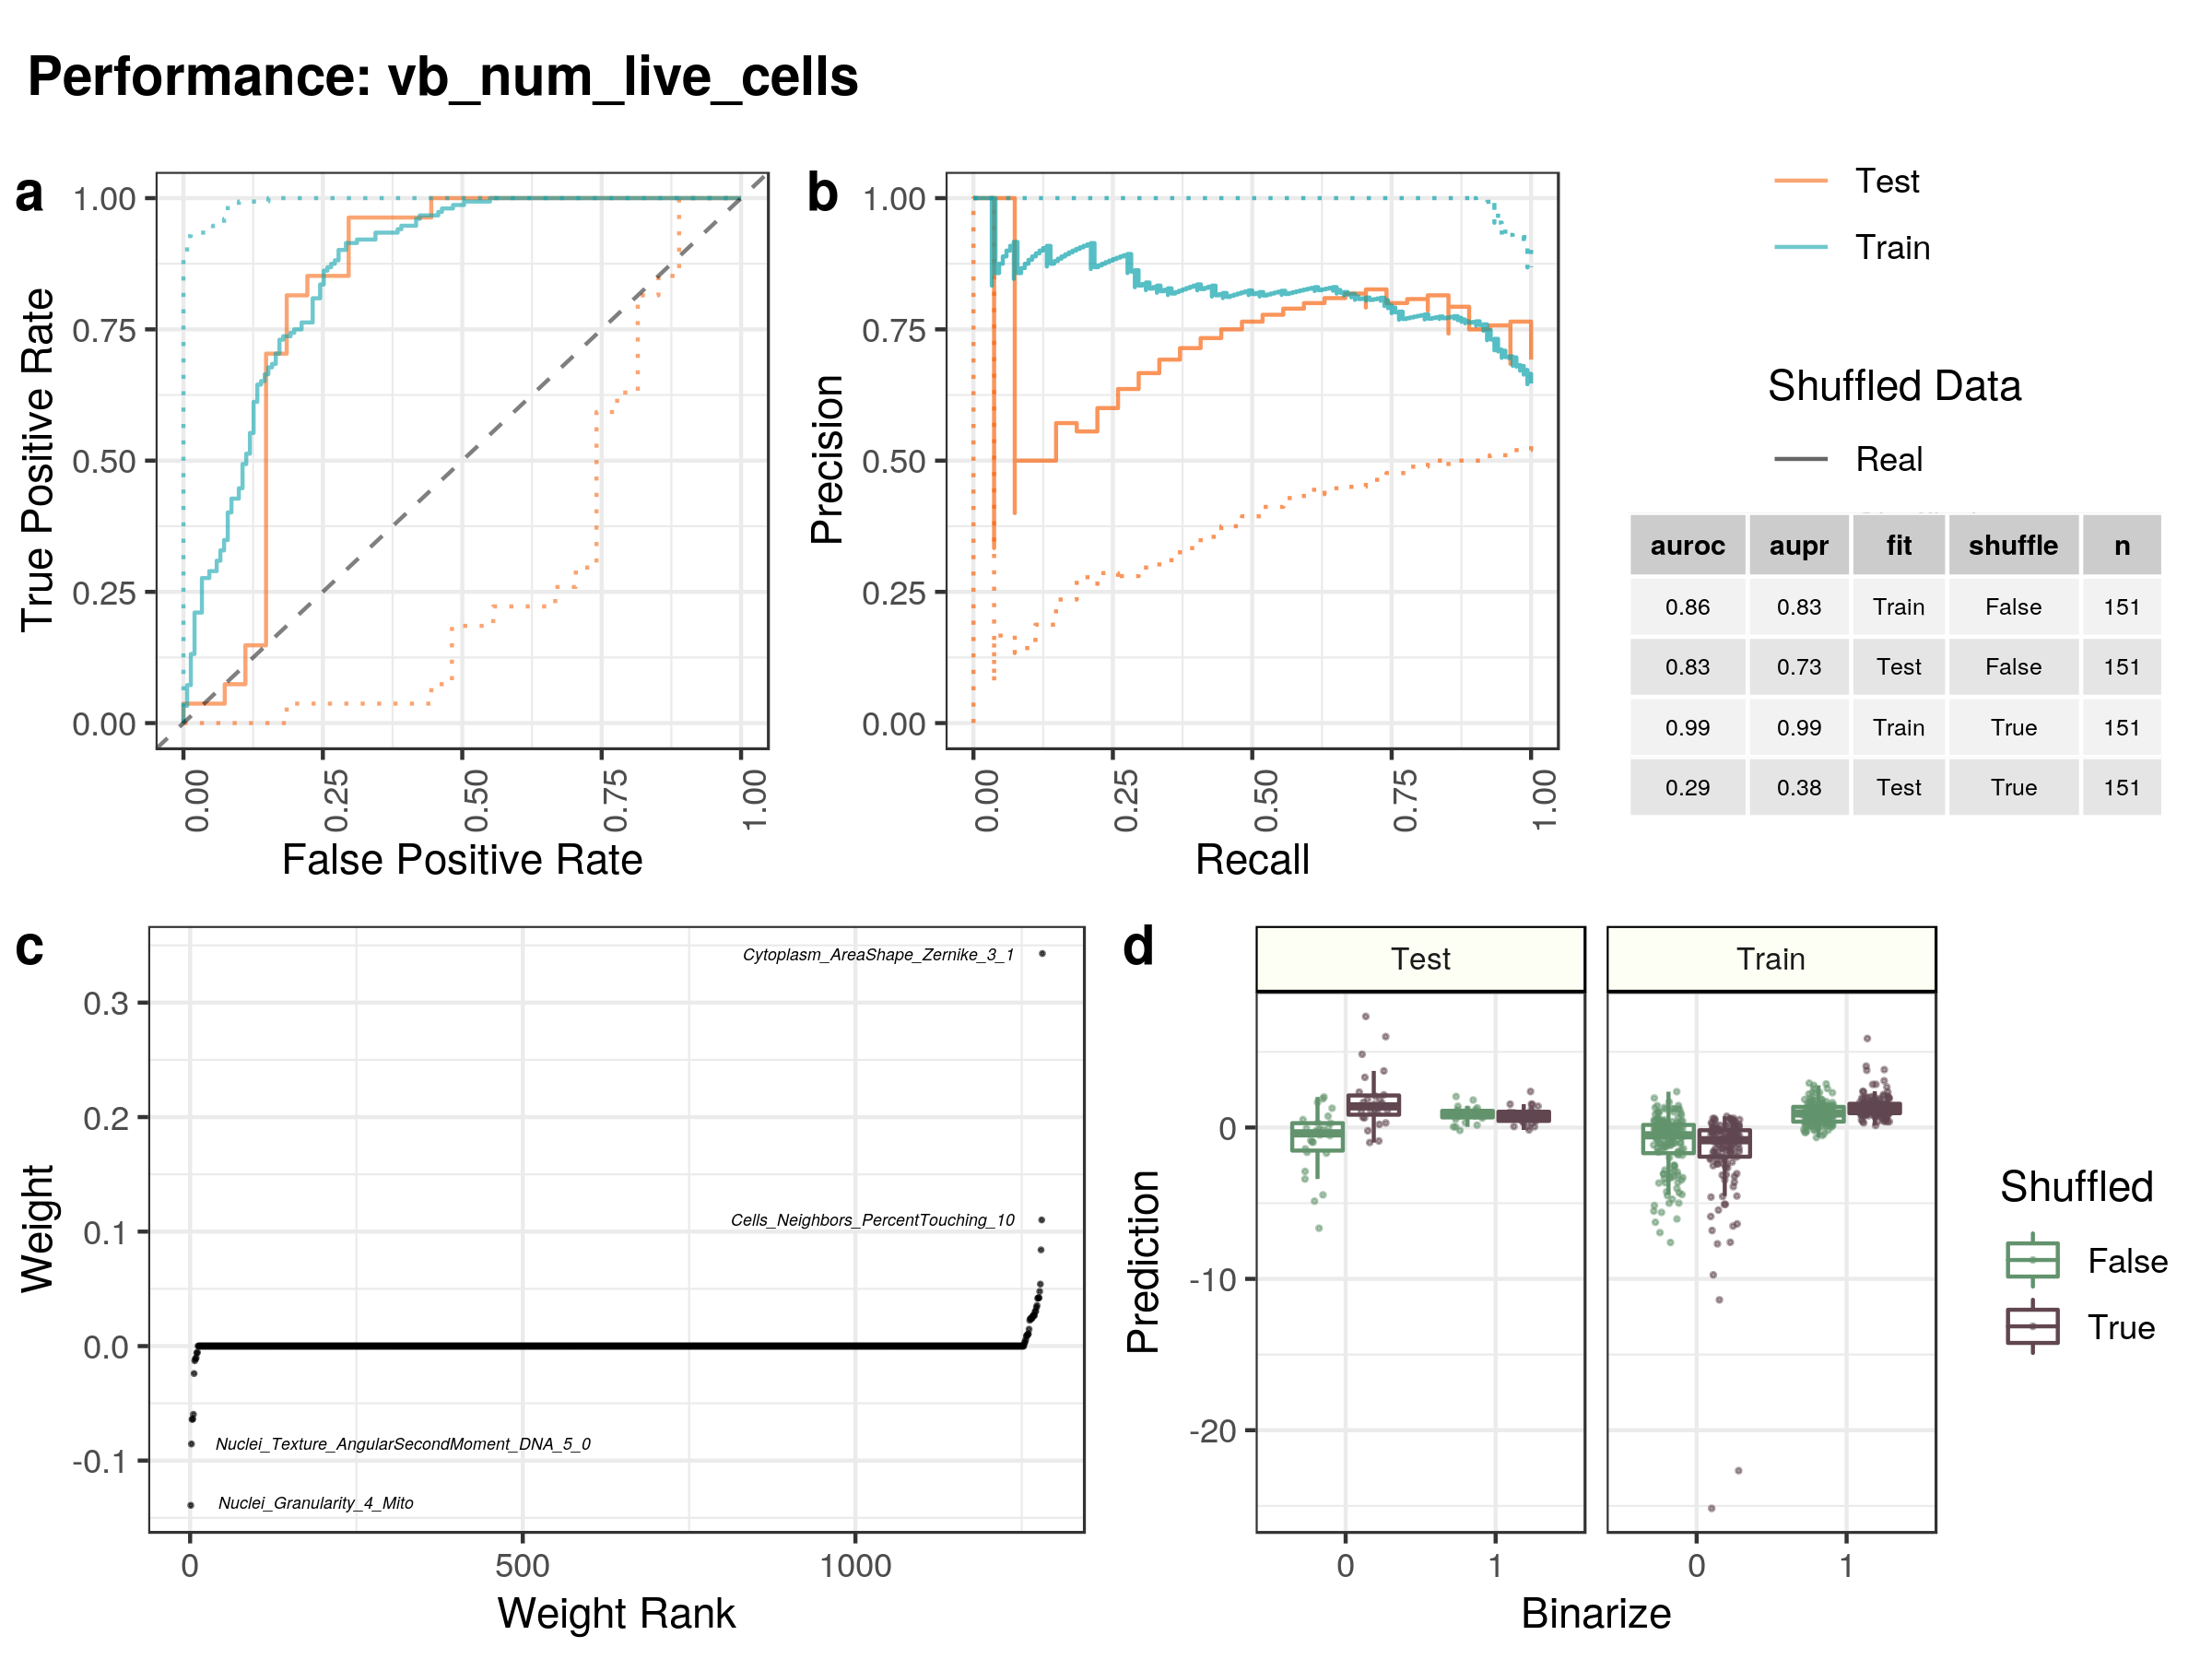 Performance: vb_num_live_cells
a
1.00
0.75
0.50
0.25
0.00
True Positive Rate
0.00
0.25
0.50
0.75
1.00
False Positive Rate
b
1.00
0.75
0.50
0.25
0.00
Precision
0.00
0.25
0.50
0.75
1.00
Recall
Test
Train
Shuffled Data
Real
auroc aupr fit shuffle n
0.86 0.83 Train False 151
0.83 0.73 Test False 151
0.99 0.99 Train True 151
0.29 0.38 Test True 151
c
0.3
0.2
0.1
0.0
-0.1
Weight
Cytoplasm_AreaShape_Zernike_3_1
Cells_Neighbors_PercentTouching_10
Nuclei_Texture_AngularSecondMoment_DNA_5_0
Nuclei_Granularity_4_Mito
0 500 1000
Weight Rank
d
Test Train
0
-10
-20
Prediction
0 1 0 1
Binarize
Shuffled
False
True